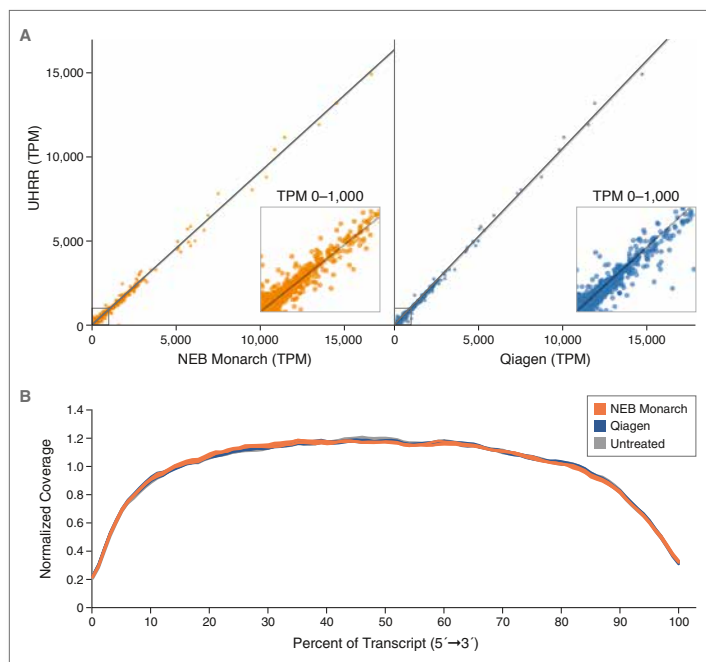 A
UHRR (TPM)
15,000
10,000
5,000
0
TPM 0–1,000
0 5,000 10,000 15,000
NEB Monarch (TPM)
TPM 0–1,000
0 5,000 10,000 15,000
Qiagen (TPM)
B
Normalized Coverage
1.4
1.2
1.0
0.8
0.6
0.4
0.2
0
NEB Monarch
Qiagen
Untreated
0 10 20 30 40 50 60 70 80 90 100
Percent of Transcript (5´→3´)